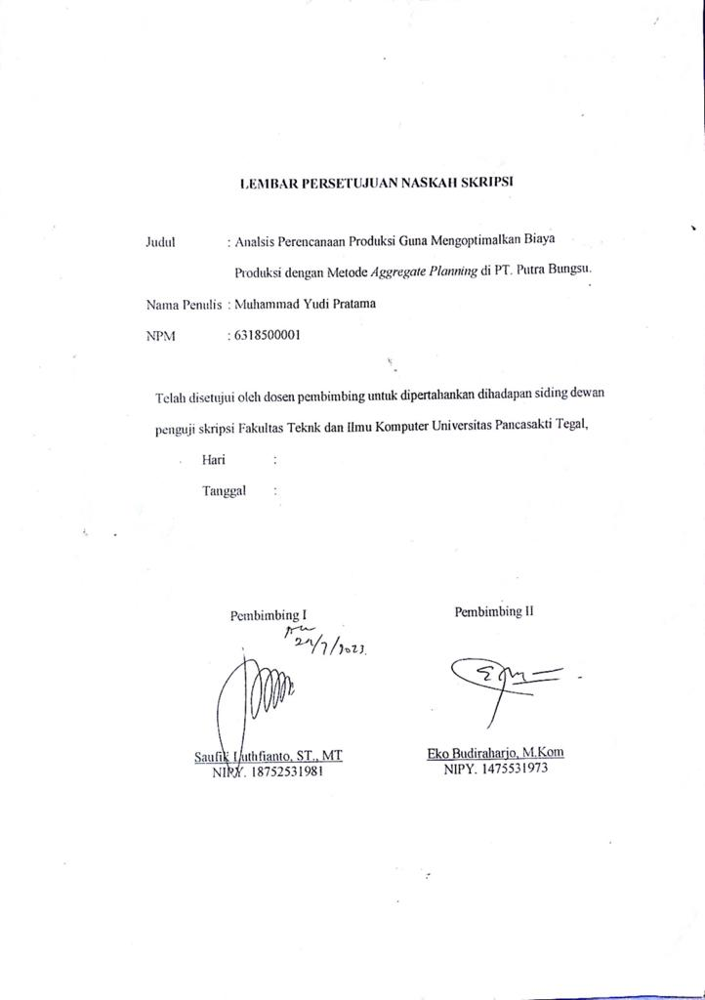 LEMBAR PERSETUJUAN NASKAH SKRIPSI
Judul : Analsis Perencanaan Produksi Guna Mengoptimalkan Biaya
Produksi dengan Metode Aggregate Planning di PT. Putra Bungsu.
Nama Penulis : Muhammad Yudi Pratama
NPM : 6318500001
Telah disetujui oleh dosen pembimbing untuk dipertahankan dihadapan siding dewan
penguji skripsi Fakultas Teknk dan Ilmu Komputer Universitas Pancasakti Tegal,
Hari :
Tanggal :
Pembimbing I
Pembimbing II
/7/2023.
Saufik Luthfianto, ST., MT
NIPY. 18752531981
Eko Budiraharjo, M.Kom
NIPY. 1475531973